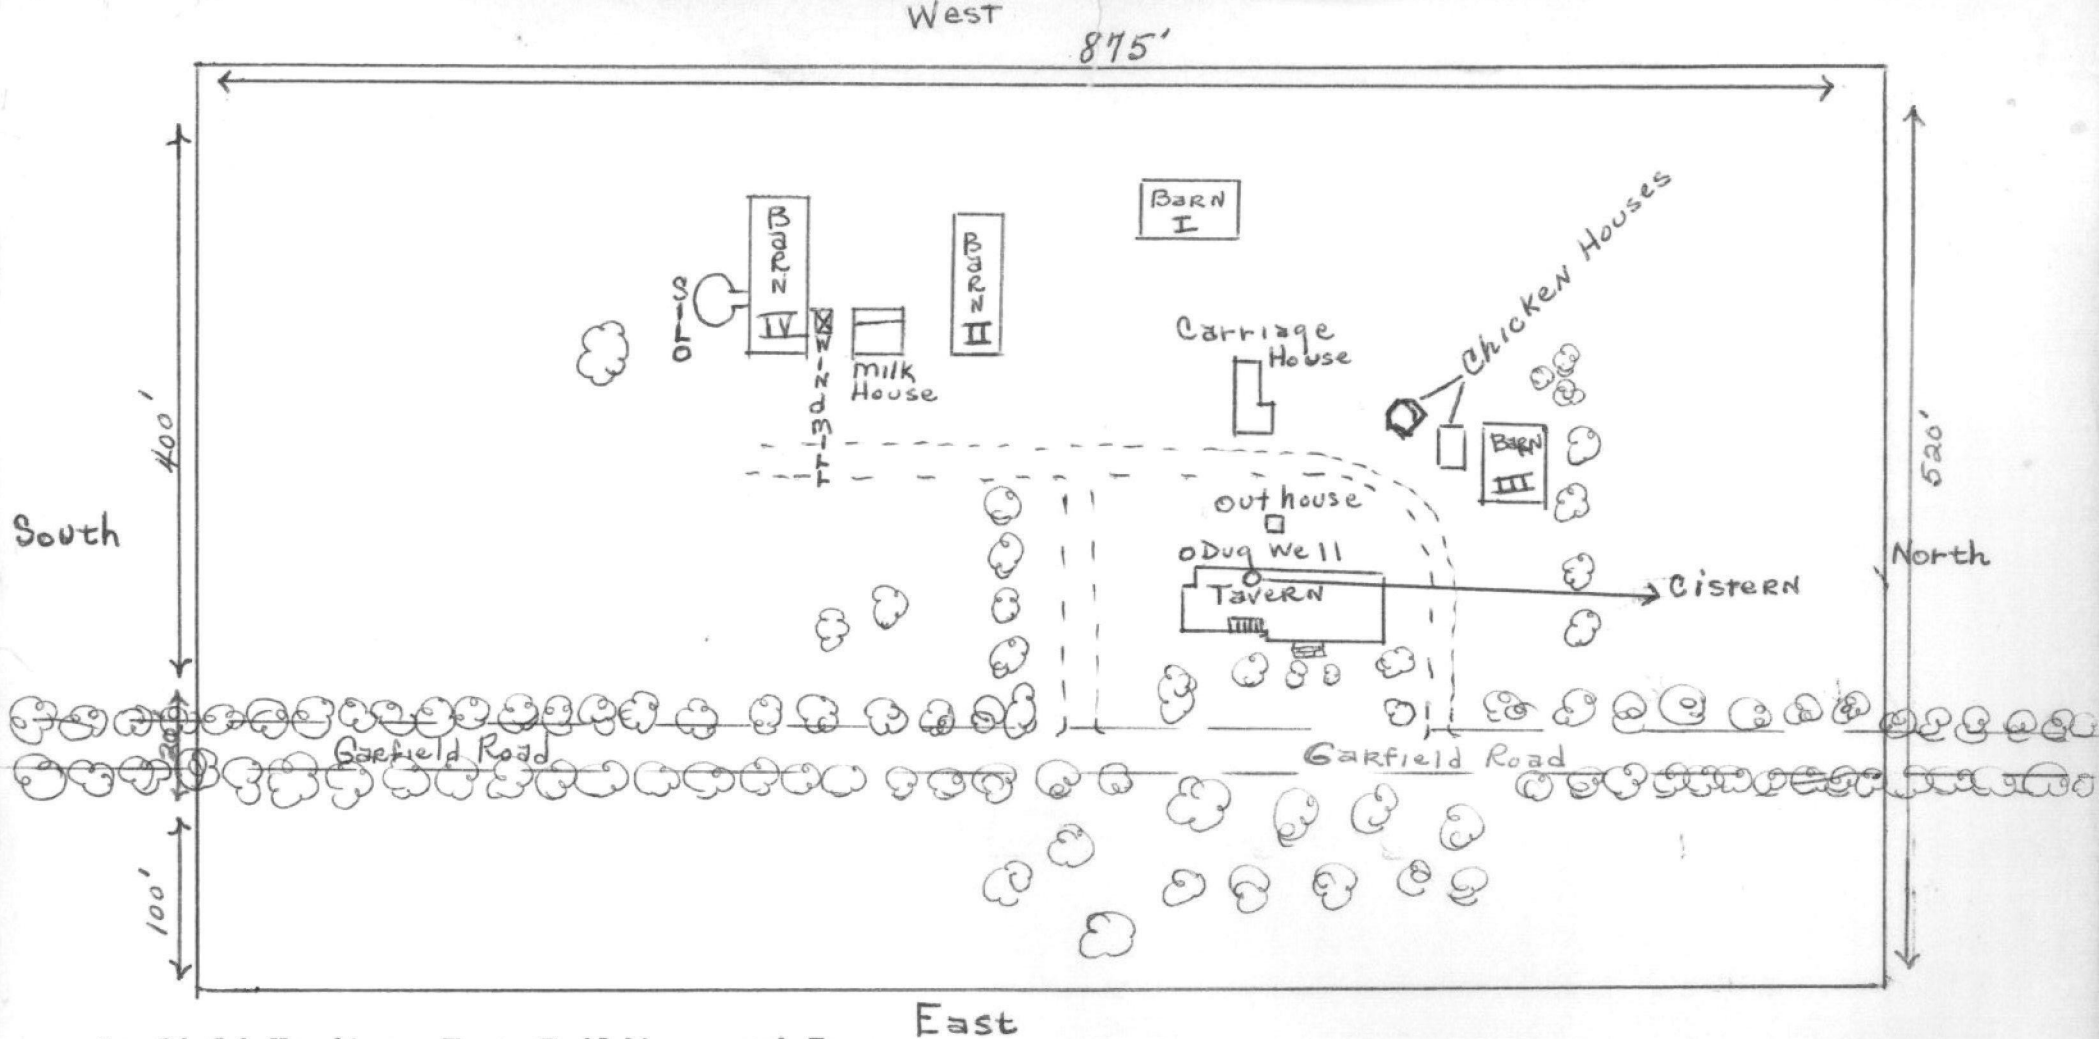 West
875'
BARN
I
BARN
IV
BARN
II
SILO
Chicken Houses
Carriage
House
Milk
House
WINDMILL
400'
520'
BARN
III
Outhouse
South
Dug Well
North
Tavern
Cistern
20'
Garfield Road
Garfield Road
100'
East